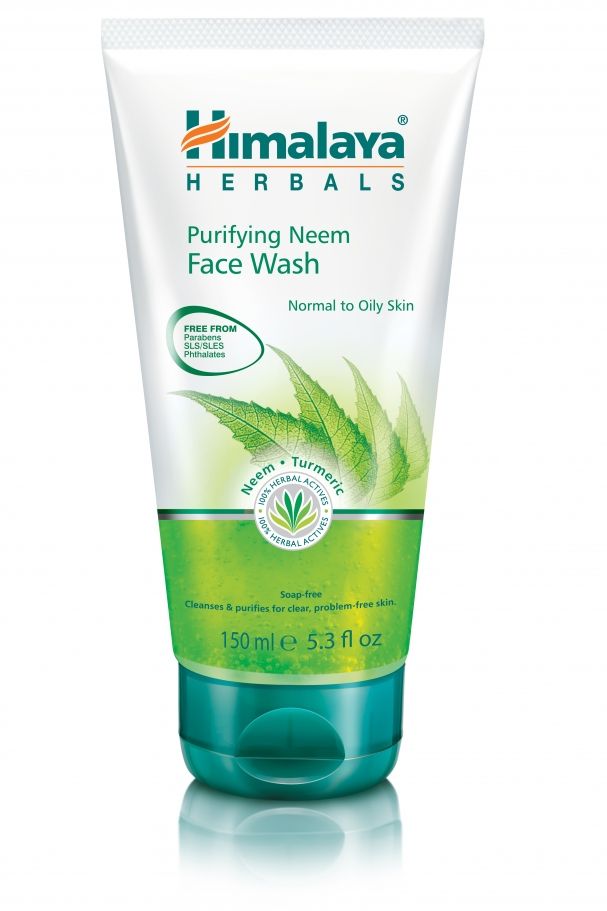 Himalaya®
HERBALS
Purifying Neem
Face Wash
Normal to Oily Skin
FREE FROM
Parabens
SLS/SLES
Phthalates
Neem • Turmeric
100% HERBAL ACTIVES • 100% HERBAL ACTIVES •
Soap-free
Cleanses & purifies for clear, problem-free skin.
150 ml ℮ 5.3 fl oz